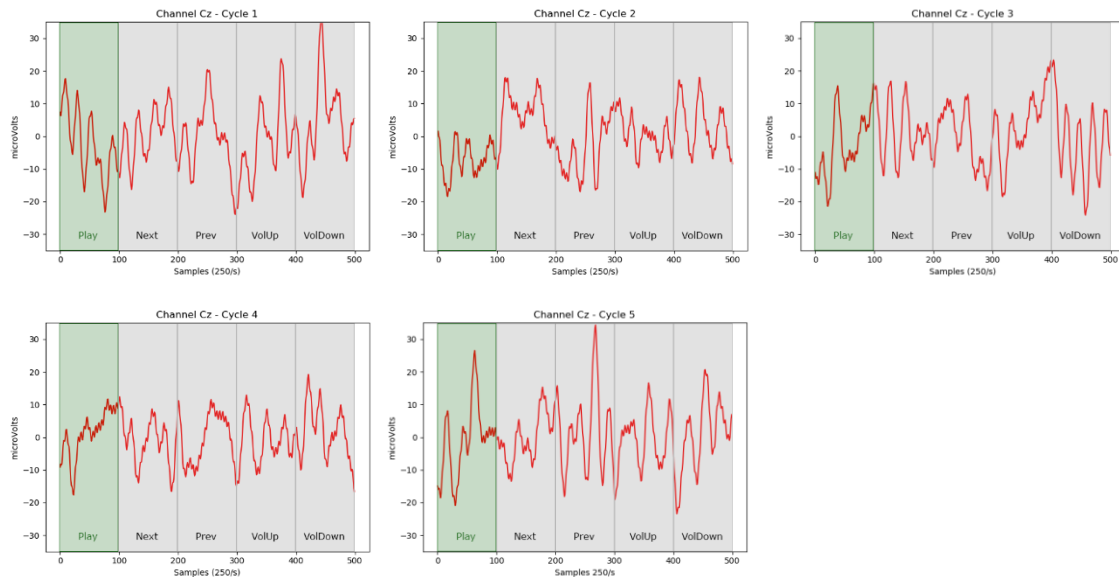 Channel Cz - Cycle 1
microVolts
30
20
10
0
−10
−20
−30
Play Next Prev VolUp VolDown
0 100 200 300 400 500
Samples (250/s)
Channel Cz - Cycle 2
microVolts
30
20
10
0
−10
−20
−30
Play Next Prev VolUp VolDown
0 100 200 300 400 500
Samples (250/s)
Channel Cz - Cycle 3
microVolts
30
20
10
0
−10
−20
−30
Play Next Prev VolUp VolDown
0 100 200 300 400 500
Samples (250/s)
Channel Cz - Cycle 4
microVolts
30
20
10
0
−10
−20
−30
Play Next Prev VolUp VolDown
0 100 200 300 400 500
Samples (250/s)
Channel Cz - Cycle 5
microVolts
30
20
10
0
−10
−20
−30
Play Next Prev VolUp VolDown
0 100 200 300 400 500
Samples 250/s)